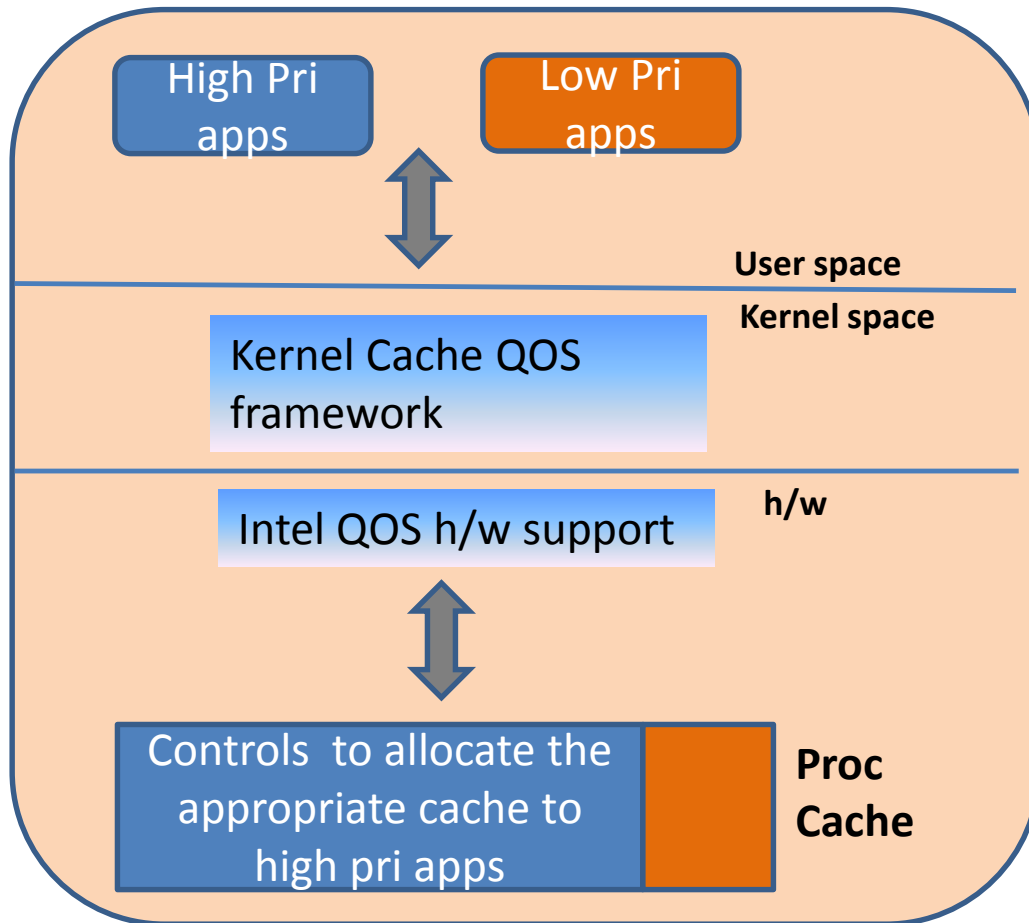 High Pri
apps
Low Pri
apps
User space
Kernel space
Kernel Cache QOS
framework
h/w
Intel QOS h/w support
Controls to allocate the
appropriate cache to
high pri apps
Proc
Cache